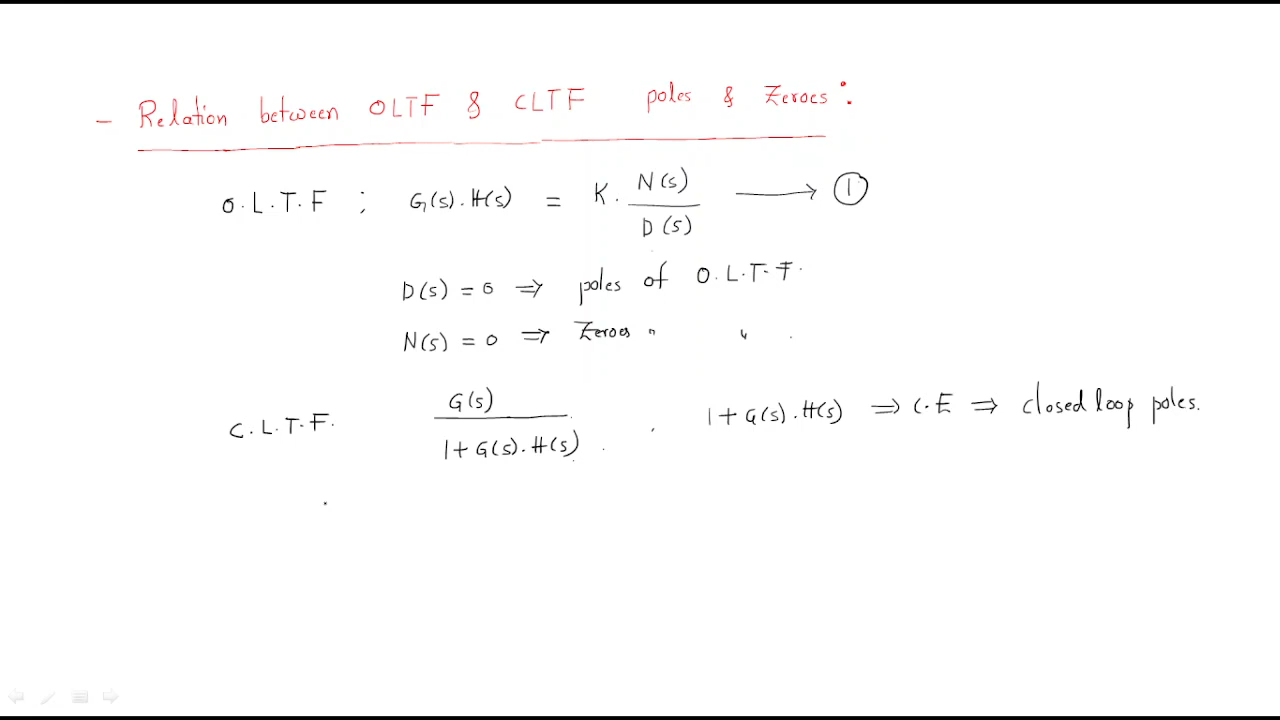 - Relation between OLTF & CLTF poles & Zeroes :
O.L.T.F ; G(s).H(s) = K. N(s) / D(s) ⟶ ①
D(s) = 0 ⇒ poles of O.L.T.F.
N(s) = 0 ⇒ Zeroes " " .
C.L.T.F. G(s) / 1+G(s).H(s) . 1+G(s).H(s) ⇒ C.E ⇒ closed loop poles.